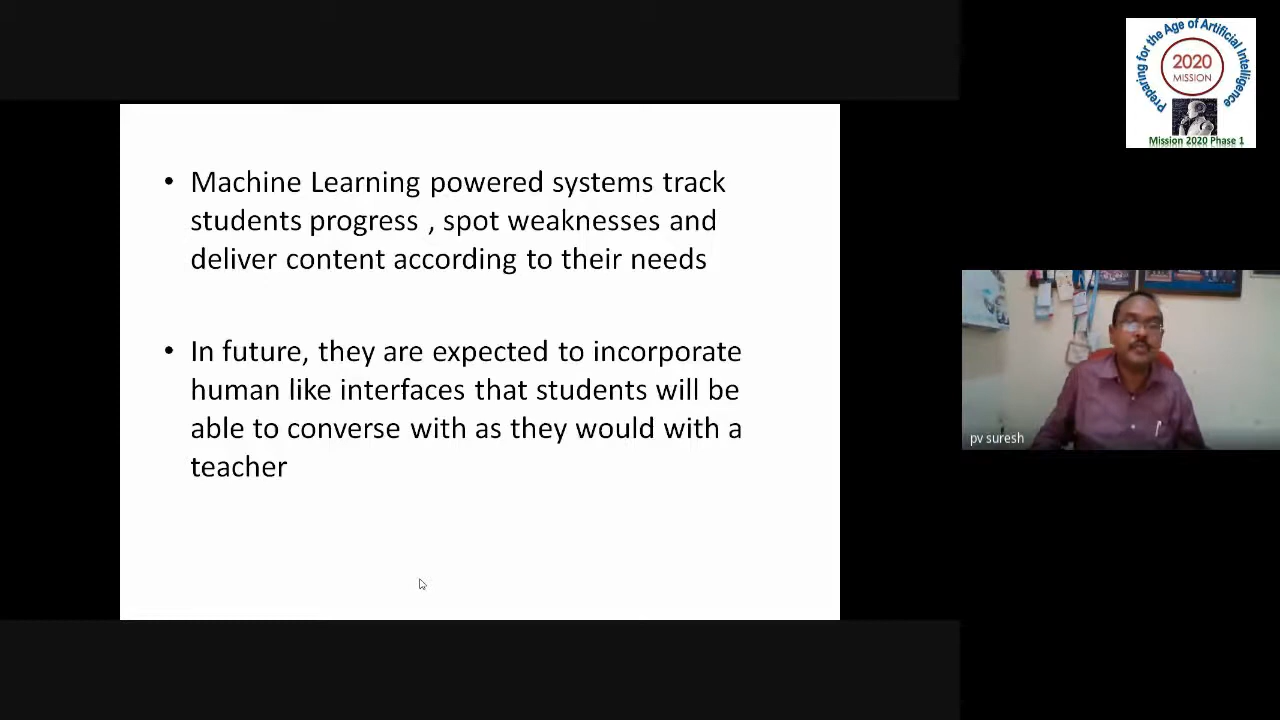 Preparing for the Age of Artificial Intelligence
2020
MISSION
Mission 2020 Phase 1
• Machine Learning powered systems track
students progress , spot weaknesses and
deliver content according to their needs
• In future, they are expected to incorporate
human like interfaces that students will be
able to converse with as they would with a
teacher
pv suresh